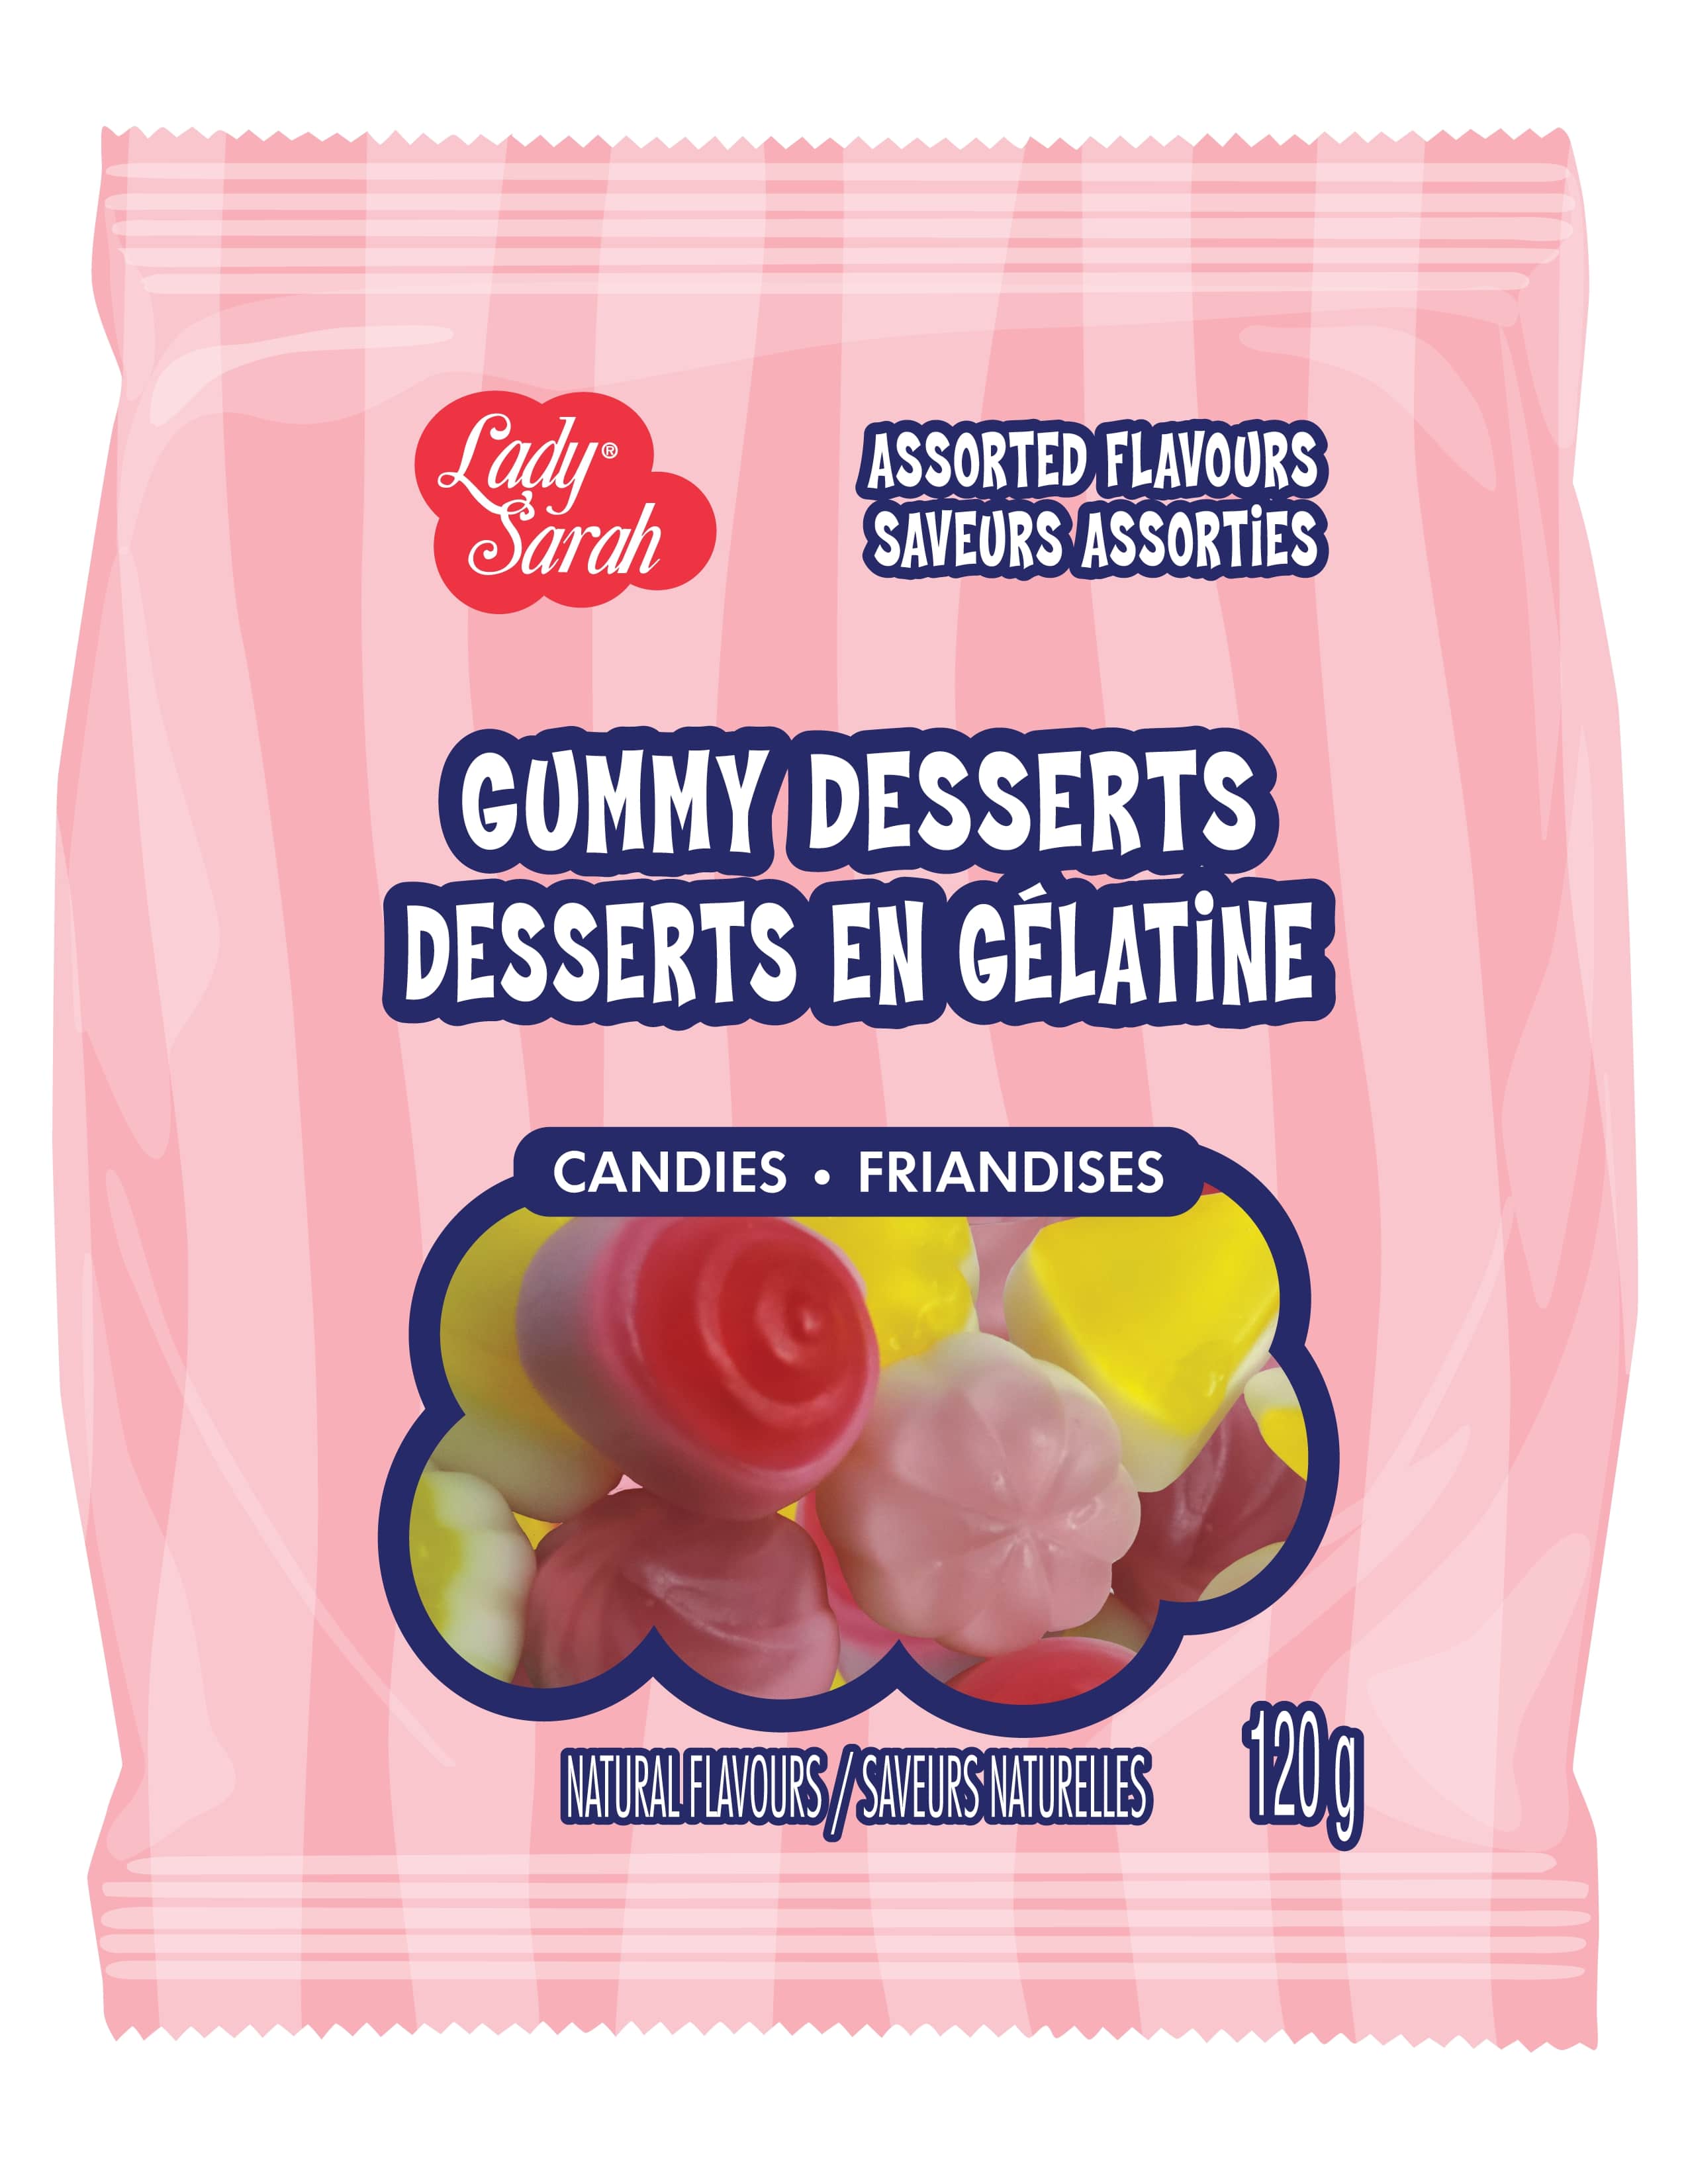 Lady®
Sarah
ASSORTED FLAVOURS
SAVEURS ASSORTiES
GUMMY DESSERTS
DESSERTS EN GÉLATiNE
CANDIES • FRIANDISES
NATURAL FLAVOURS / SAVEURS NATURELLES
120 g